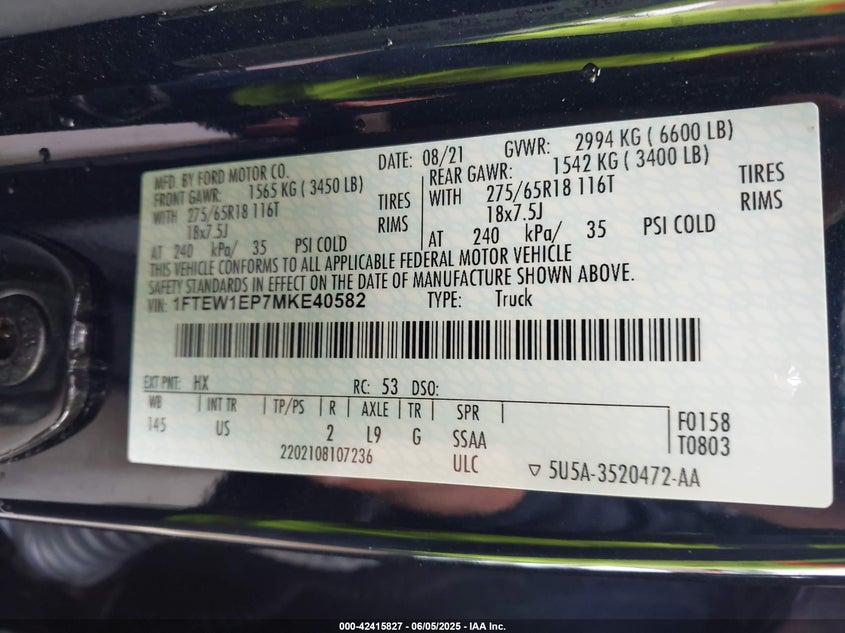 MFD. BY FORD MOTOR CO.
DATE: 08/21 GVWR: 2994 KG ( 6600 LB)
FRONT GAWR: 1565 KG ( 3450 LB)
REAR GAWR: 1542 KG ( 3400 LB)
WITH 275/65R18 116T TIRES
WITH 275/65R18 116T TIRES
18x7.5J RIMS
18x7.5J RIMS
AT 240 kPa/ 35 PSI COLD
AT 240 kPa/ 35 PSI COLD
THIS VEHICLE CONFORMS TO ALL APPLICABLE FEDERAL MOTOR VEHICLE
SAFETY STANDARDS IN EFFECT ON THE DATE OF MANUFACTURE SHOWN ABOVE.
VIN: 1FTEW1EP7MKE40582 TYPE: Truck
EXT PNT: HX RC: 53 DSO:
WB INT TR TP/PS R AXLE TR SPR
145 US 2 L9 G SSAA
F0158
T0803
2202108107236 ULC
▽ 5U5A-3520472-AA
000-42415827 - 06/05/2025 - IAA Inc.